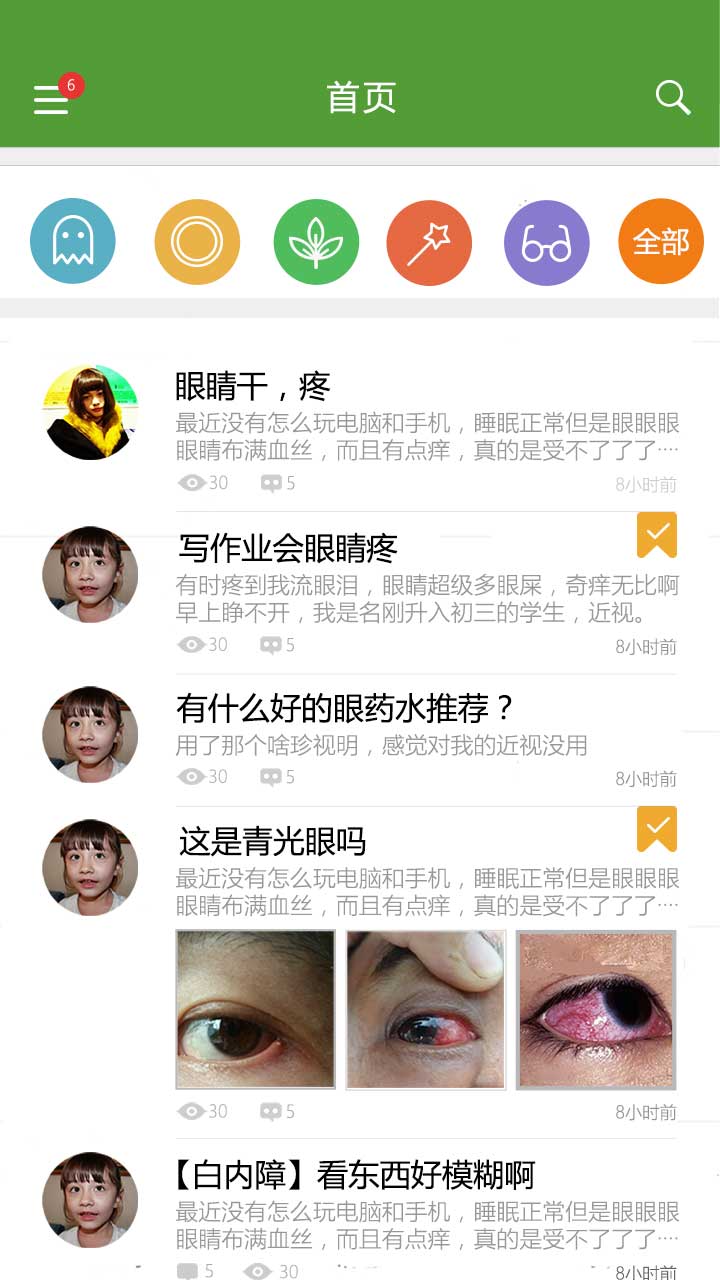 6
首页
全部
眼睛干，疼
最近没有怎么玩电脑和手机，睡眠正常但是眼眼眼
眼睛布满血丝，而且有点痒，真的是受不了了了····
30 5 8小时前
写作业会眼睛疼
有时疼到我流眼泪，眼睛超级多眼屎，奇痒无比啊
早上睁不开，我是名刚升入初三的学生，近视。
30 5 8小时前
有什么好的眼药水推荐？
用了那个啥珍视明，感觉对我的近视没用
30 5 8小时前
这是青光眼吗
最近没有怎么玩电脑和手机，睡眠正常但是眼眼眼
眼睛布满血丝，而且有点痒，真的是受不了了了····
30 5 8小时前
【白内障】看东西好模糊啊
最近没有怎么玩电脑和手机，睡眠正常但是眼眼眼
眼睛布满血丝，而且有点痒，真的是受不了了了····
5 30 8小时前